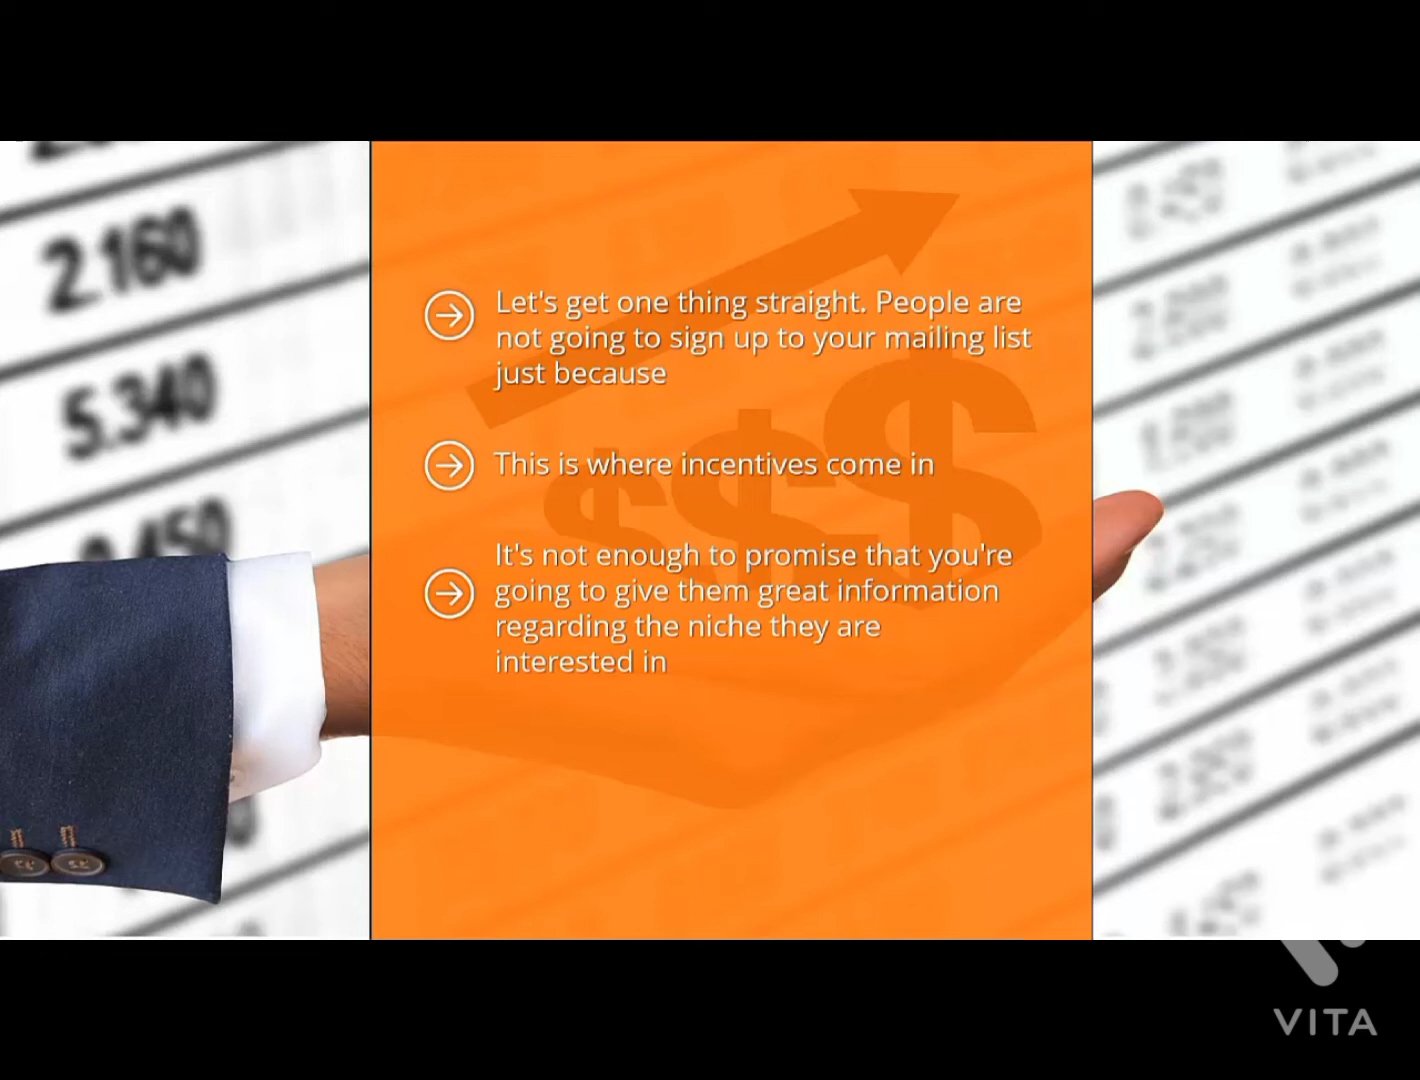 2.160
5.340
Let's get one thing straight. People are
not going to sign up to your mailing list
just because
This is where incentives come in
It's not enough to promise that you're
going to give them great information
regarding the niche they are
interested in
VITA